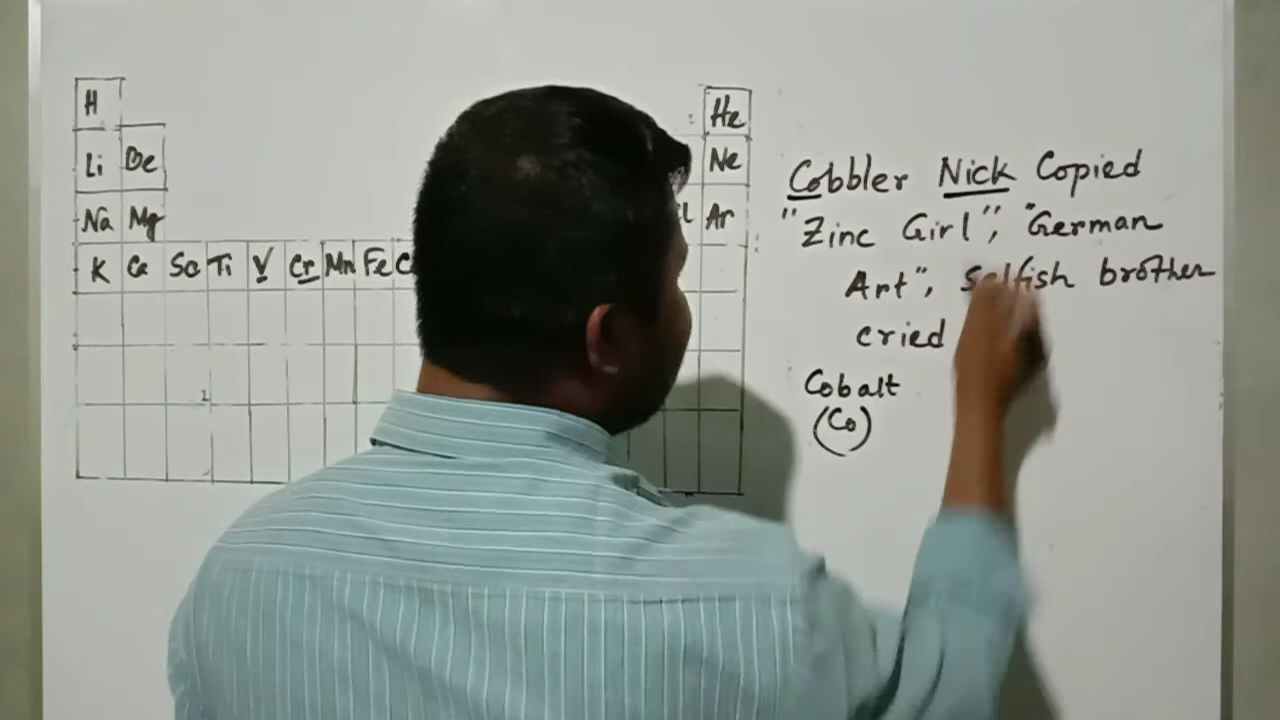 H He
Li Be Ne
Na Mg Ar
K Ca Sc Ti V Cr Mn Fe C
Cobbler Nick Copied
"Zinc Girl", "German
Art", Selfish brother
cried
Cobalt
(Co)